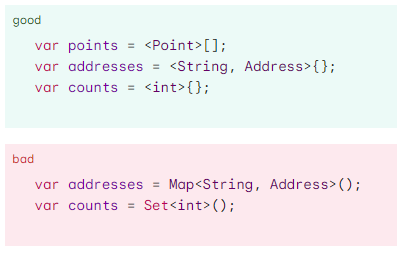 good
var points = <Point>[];
var addresses = <String, Address>{};
var counts = <int>{};
bad
var addresses = Map<String, Address>();
var counts = Set<int>();